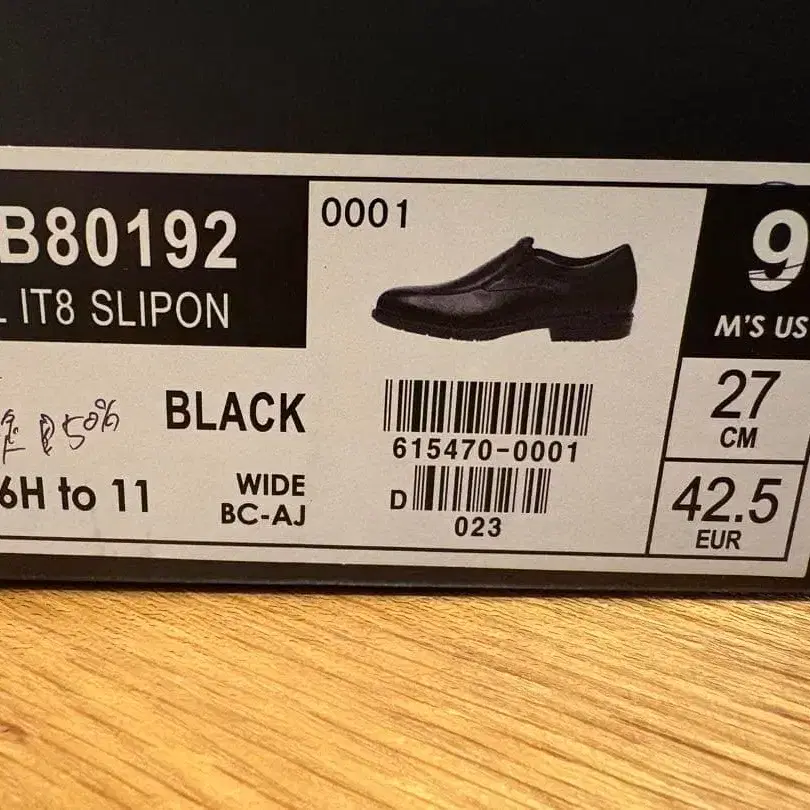 B80192
IT8 SLIPON
0001
9
M'S US
BLACK
27
CM
615470-0001
6H to 11
WIDE
BC-AJ
D
023
42.5
EUR